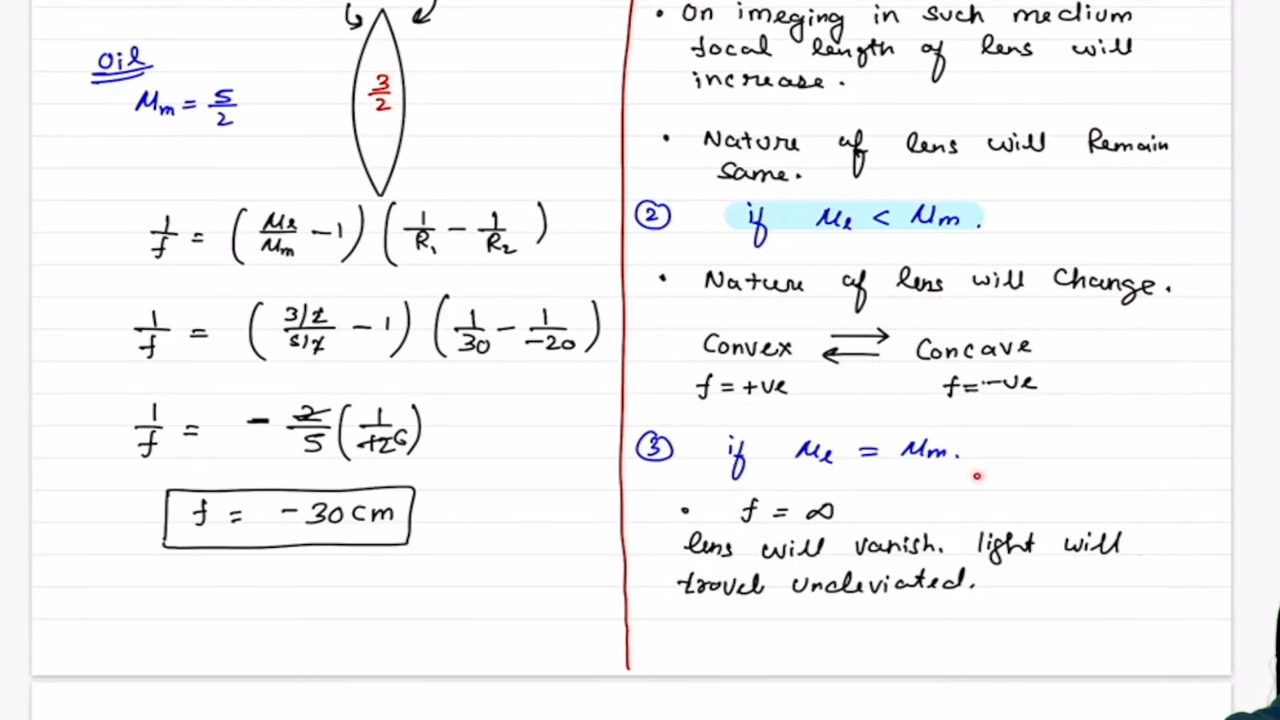 Oil
μm = 5/2
3/2
1/f = (μl/μm - 1) (1/R1 - 1/R2)
1/f = (3/2/5/2 - 1) (1/30 - 1/-20)
1/f = - 2/5 (1/126)
f = - 30 cm
• On imeging in such medium
focal length of lens will
increase.
• Nature of lens will Remain
same.
② if μl < μm.
• Nature of lens will Change.
Convex ⇌ Concave
f = +ve f = -ve
③ if μl = μm.
• f = ∞
lens will vanish. light will
travel undeviated.